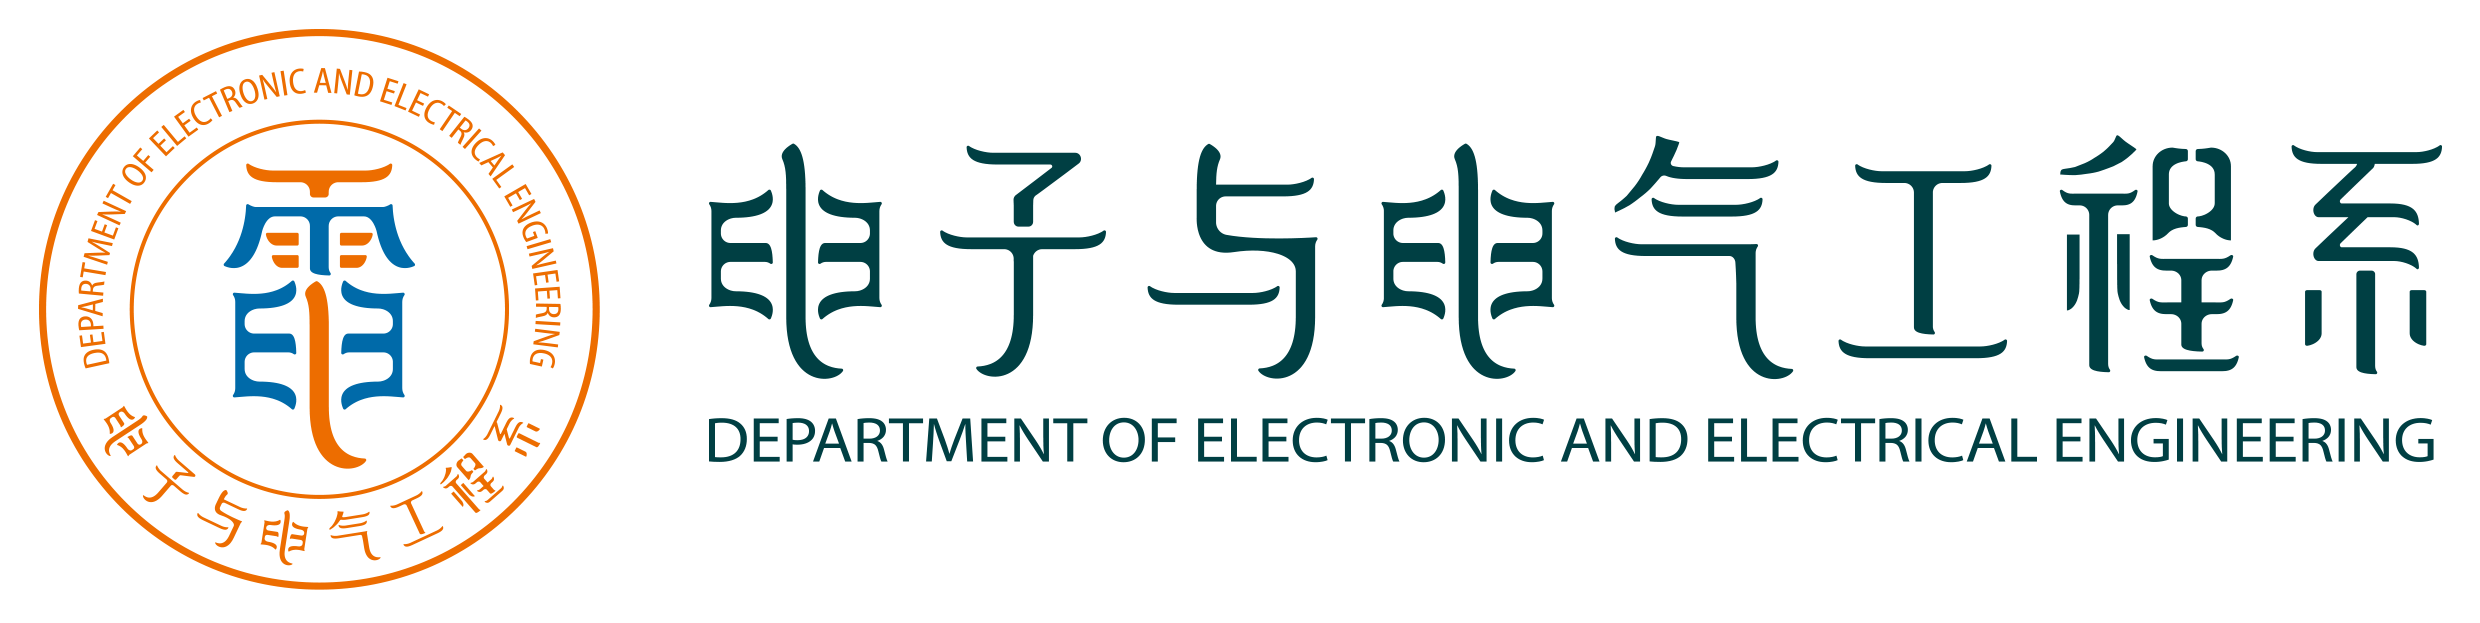 DEPARTMENT OF ELECTRONIC AND ELECTRICAL ENGINEERING
電
电子与电气工程系
电子与电气工程系
DEPARTMENT OF ELECTRONIC AND ELECTRICAL ENGINEERING